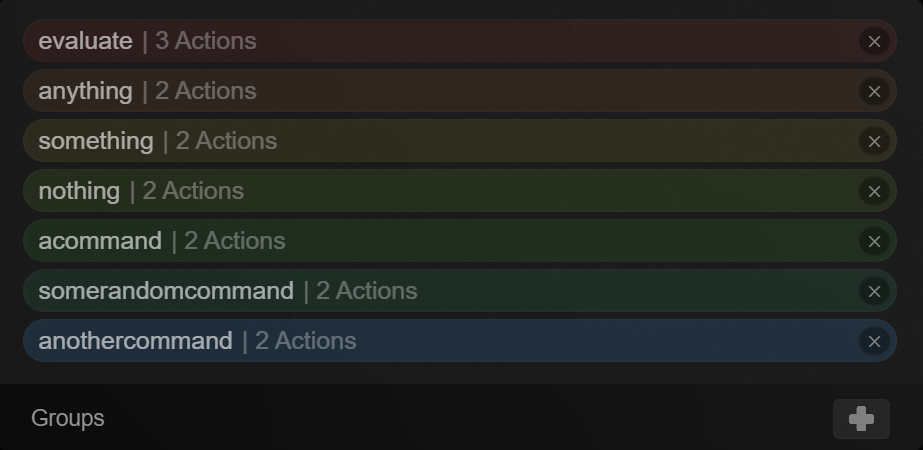 evaluate | 3 Actions
anything | 2 Actions
something | 2 Actions
nothing | 2 Actions
acommand | 2 Actions
somerandomcommand | 2 Actions
anothercommand | 2 Actions
Groups